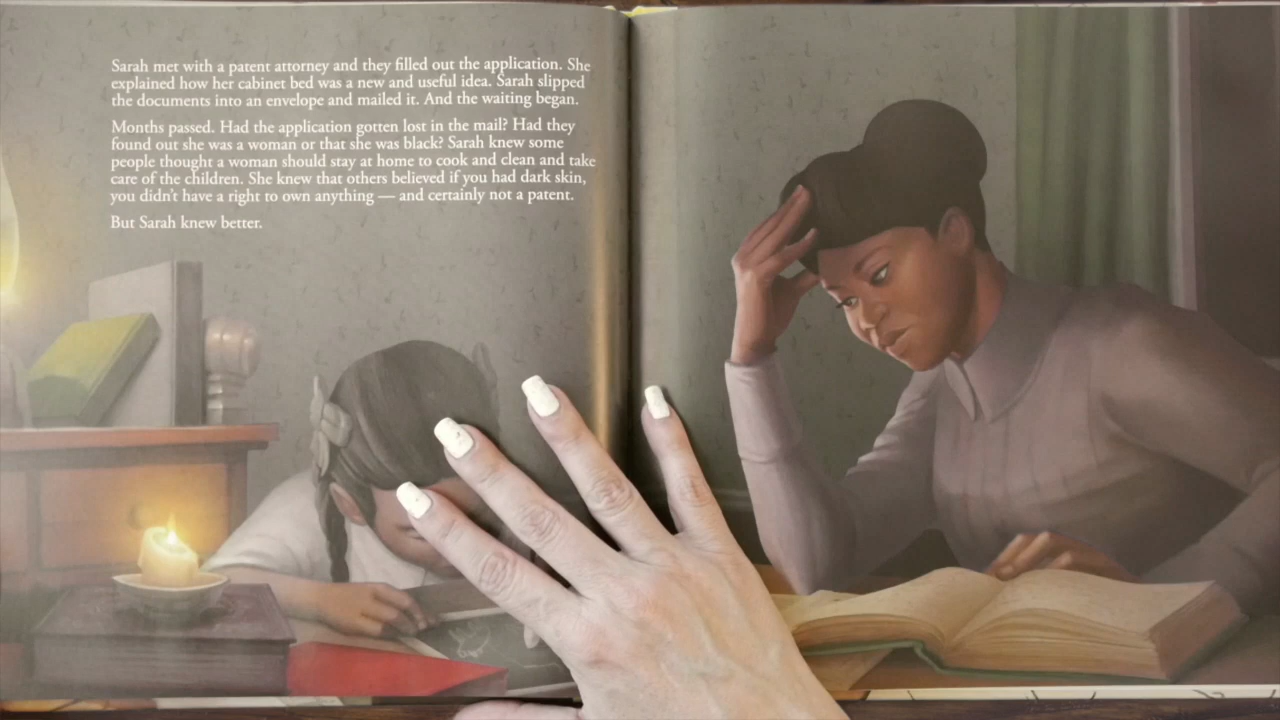 Sarah met with a patent attorney and they filled out the application. She
explained how her cabinet bed was a new and useful idea. Sarah slipped
the documents into an envelope and mailed it. And the waiting began.
Months passed. Had the application gotten lost in the mail? Had they
found out she was a woman or that she was black? Sarah knew some
people thought a woman should stay at home to cook and clean and take
care of the children. She knew that others believed if you had dark skin,
you didn't have a right to own anything — and certainly not a patent.
But Sarah knew better.